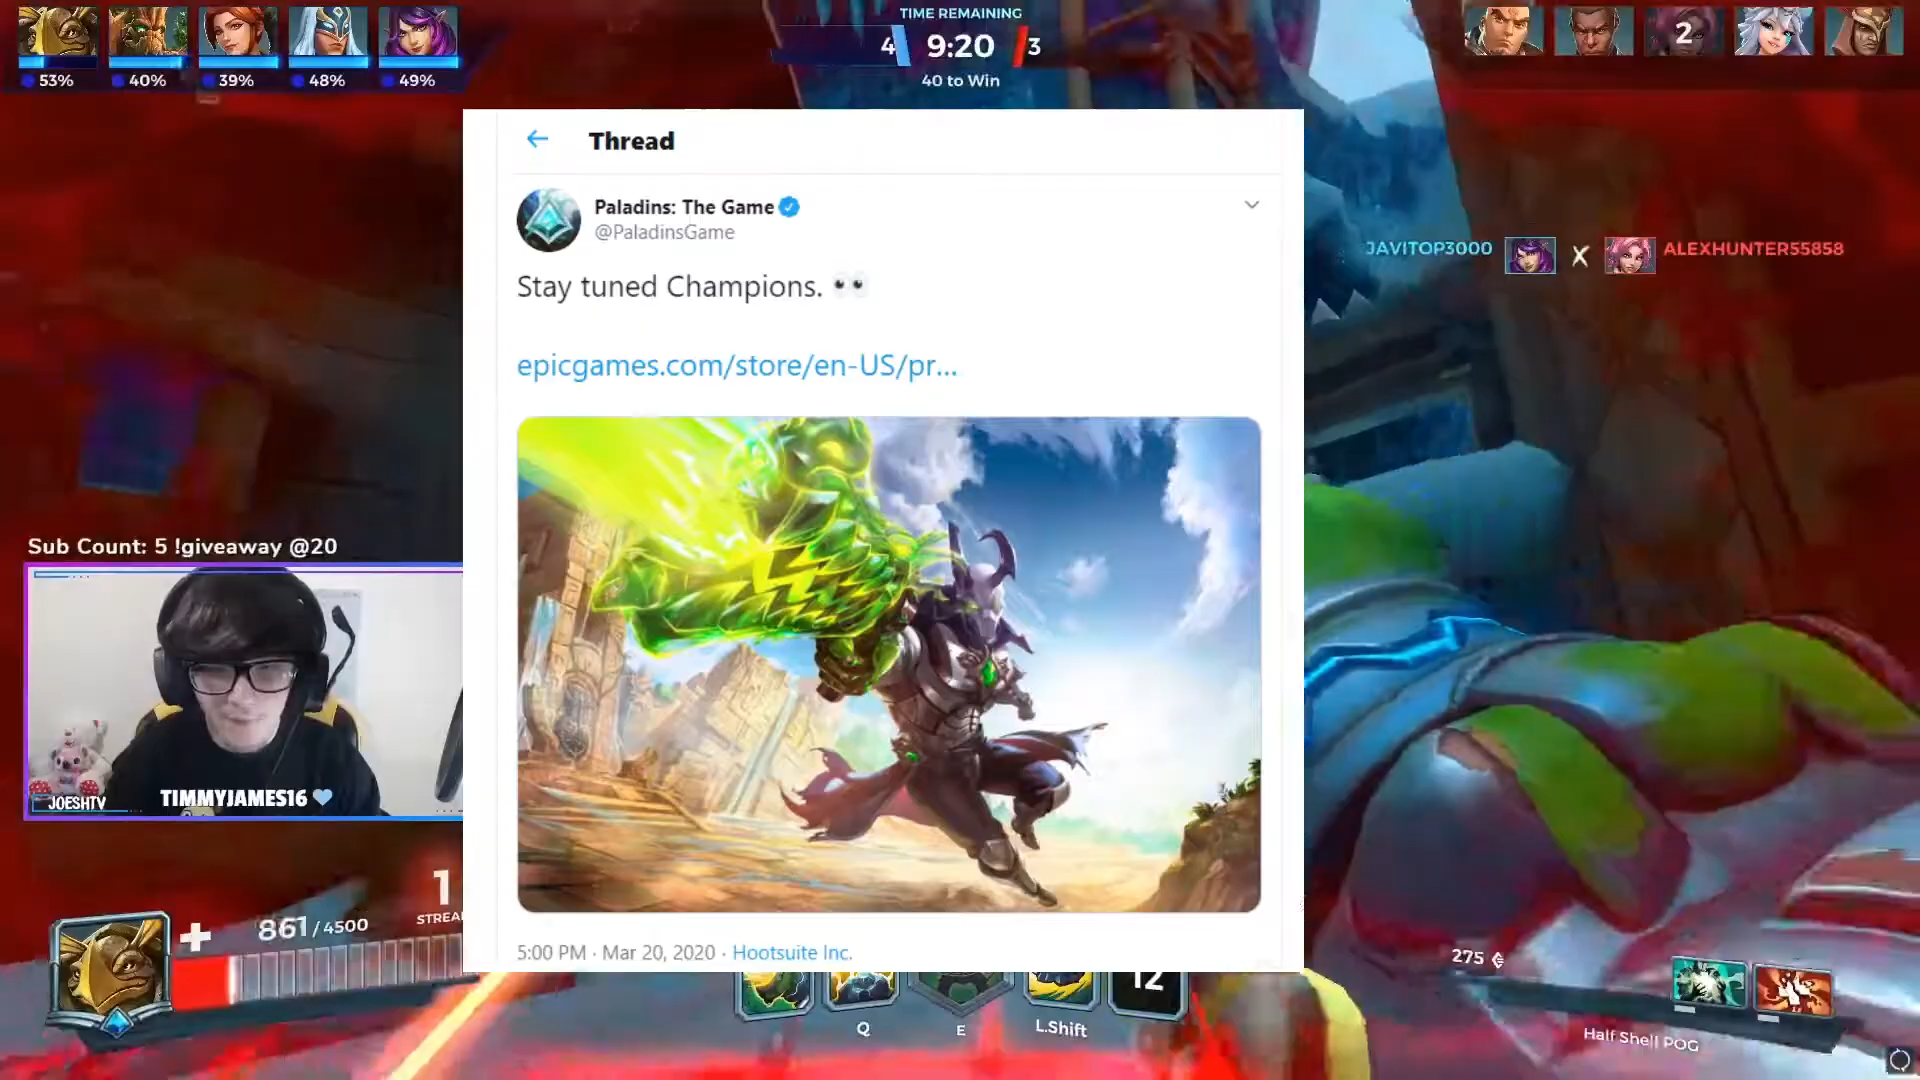 TIME REMAINING
4 9:20 3
40 to Win
53% 40% 39% 48% 49%
2
Thread
Paladins: The Game
@PaladinsGame
Stay tuned Champions. 👀
epicgames.com/store/en-US/pr...
5:00 PM · Mar 20, 2020 · Hootsuite Inc.
JAVITOP3000 X ALEXHUNTER55858
Sub Count: 5 !giveaway @20
JOESHTV
TIMMYJAMES16
861/4500
1
STREA
12
Q E L.Shift
275
Half Shell POG